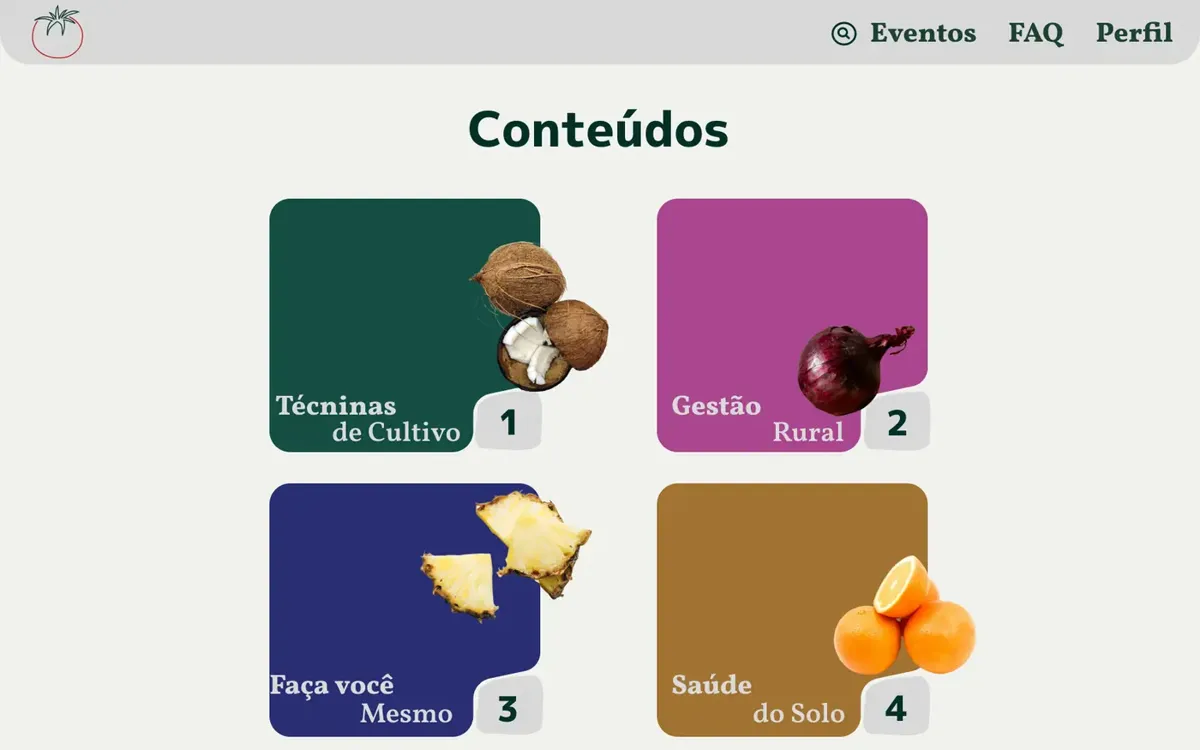 Eventos FAQ Perfil
Conteúdos
Técninas
de Cultivo
1
Gestão
Rural
2
Faça você
Mesmo
3
Saúde
do Solo
4